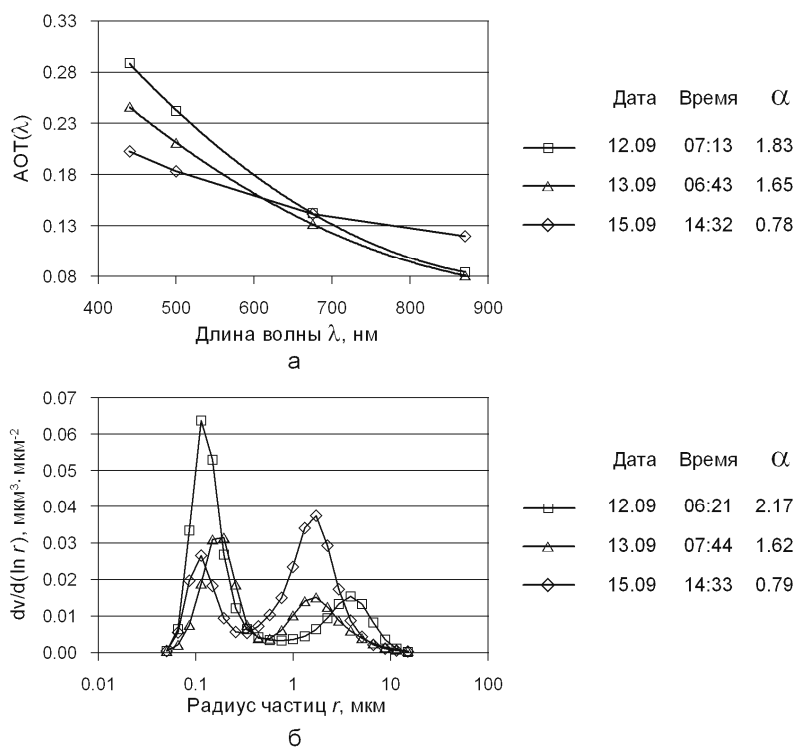 0.33
0.28
0.23
0.18
0.13
0.08
AOT(λ)
400 500 600 700 800 900
Длина волны λ, нм
а
Дата Время α
12.09 07:13 1.83
13.09 06:43 1.65
15.09 14:32 0.78
0.07
0.06
0.05
0.04
0.03
0.02
0.01
0.00
dv/d(ln r), мкм³·мкм⁻²
0.01 0.1 1 10 100
Радиус частиц r, мкм
б
Дата Время α
12.09 06:21 2.17
13.09 07:44 1.62
15.09 14:33 0.79